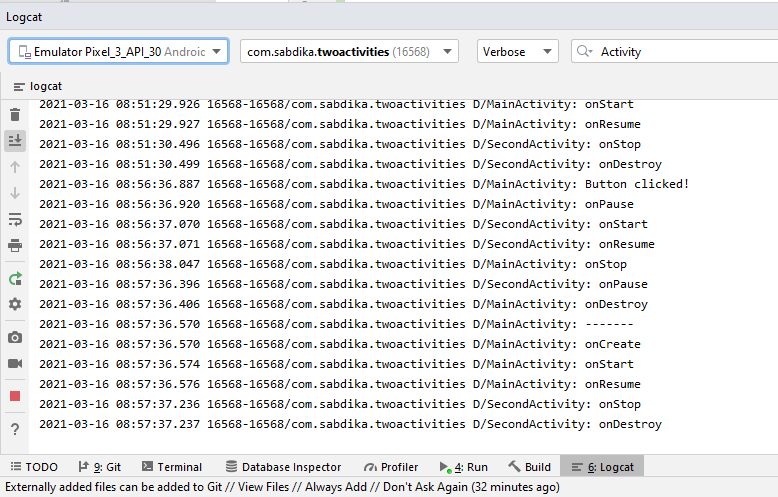 Logcat
Emulator Pixel_3_API_30 Android
com.sabdika.twoactivities (16568)
Verbose
Activity
logcat
2021-03-16 08:51:29.926 16568-16568/com.sabdika.twoactivities D/MainActivity: onStart
2021-03-16 08:51:29.927 16568-16568/com.sabdika.twoactivities D/MainActivity: onResume
2021-03-16 08:51:30.496 16568-16568/com.sabdika.twoactivities D/SecondActivity: onStop
2021-03-16 08:51:30.499 16568-16568/com.sabdika.twoactivities D/SecondActivity: onDestroy
2021-03-16 08:56:36.887 16568-16568/com.sabdika.twoactivities D/MainActivity: Button clicked!
2021-03-16 08:56:36.920 16568-16568/com.sabdika.twoactivities D/MainActivity: onPause
2021-03-16 08:56:37.070 16568-16568/com.sabdika.twoactivities D/SecondActivity: onStart
2021-03-16 08:56:37.071 16568-16568/com.sabdika.twoactivities D/SecondActivity: onResume
2021-03-16 08:56:38.047 16568-16568/com.sabdika.twoactivities D/MainActivity: onStop
2021-03-16 08:57:36.396 16568-16568/com.sabdika.twoactivities D/SecondActivity: onPause
2021-03-16 08:57:36.406 16568-16568/com.sabdika.twoactivities D/MainActivity: onDestroy
2021-03-16 08:57:36.570 16568-16568/com.sabdika.twoactivities D/MainActivity: -------
2021-03-16 08:57:36.570 16568-16568/com.sabdika.twoactivities D/MainActivity: onCreate
2021-03-16 08:57:36.574 16568-16568/com.sabdika.twoactivities D/MainActivity: onStart
2021-03-16 08:57:36.576 16568-16568/com.sabdika.twoactivities D/MainActivity: onResume
2021-03-16 08:57:37.236 16568-16568/com.sabdika.twoactivities D/SecondActivity: onStop
2021-03-16 08:57:37.237 16568-16568/com.sabdika.twoactivities D/SecondActivity: onDestroy
TODO 9: Git Terminal Database Inspector Profiler 4: Run Build 6: Logcat
Externally added files can be added to Git // View Files // Always Add // Don't Ask Again (32 minutes ago)